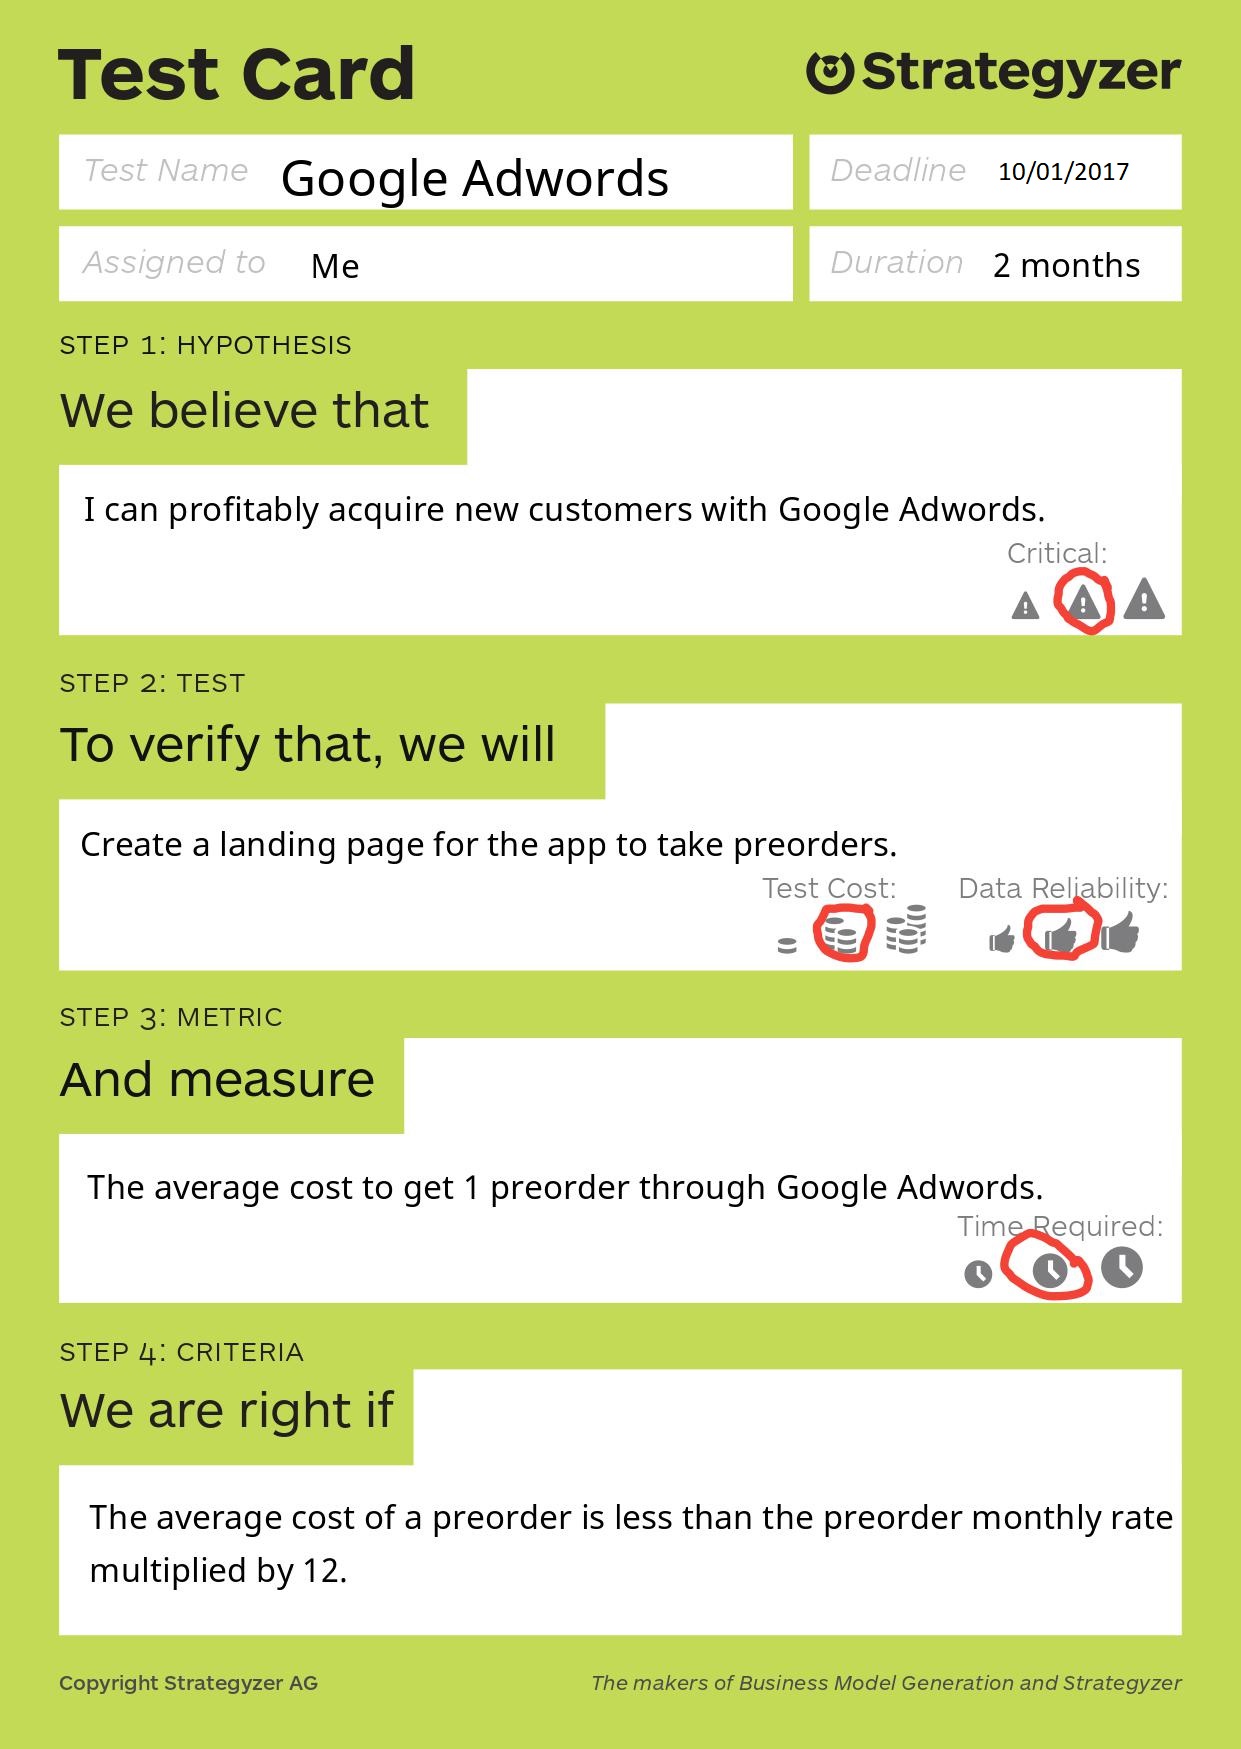 Test Card
Strategyzer
Test Name Google Adwords
Deadline 10/01/2017
Assigned to Me
Duration 2 months
STEP 1: HYPOTHESIS
We believe that
I can profitably acquire new customers with Google Adwords.
Critical:
STEP 2: TEST
To verify that, we will
Create a landing page for the app to take preorders.
Test Cost: Data Reliability:
STEP 3: METRIC
And measure
The average cost to get 1 preorder through Google Adwords.
Time Required:
STEP 4: CRITERIA
We are right if
The average cost of a preorder is less than the preorder monthly rate
multiplied by 12.
Copyright Strategyzer AG
The makers of Business Model Generation and Strategyzer